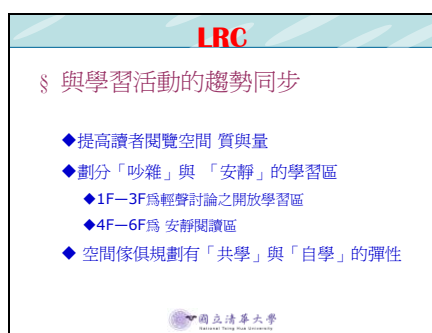 LRC
§ 與學習活動的趨勢同步
◆提高讀者閱覽空間 質與量
◆劃分「吵雜」與 「安靜」的學習區
◆1F—3F為輕聲討論之開放學習區
◆4F—6F為 安靜閱讀區
◆ 空間傢俱規劃有「共學」與「自學」的彈性
國立清華大學
National Tsing Hua University